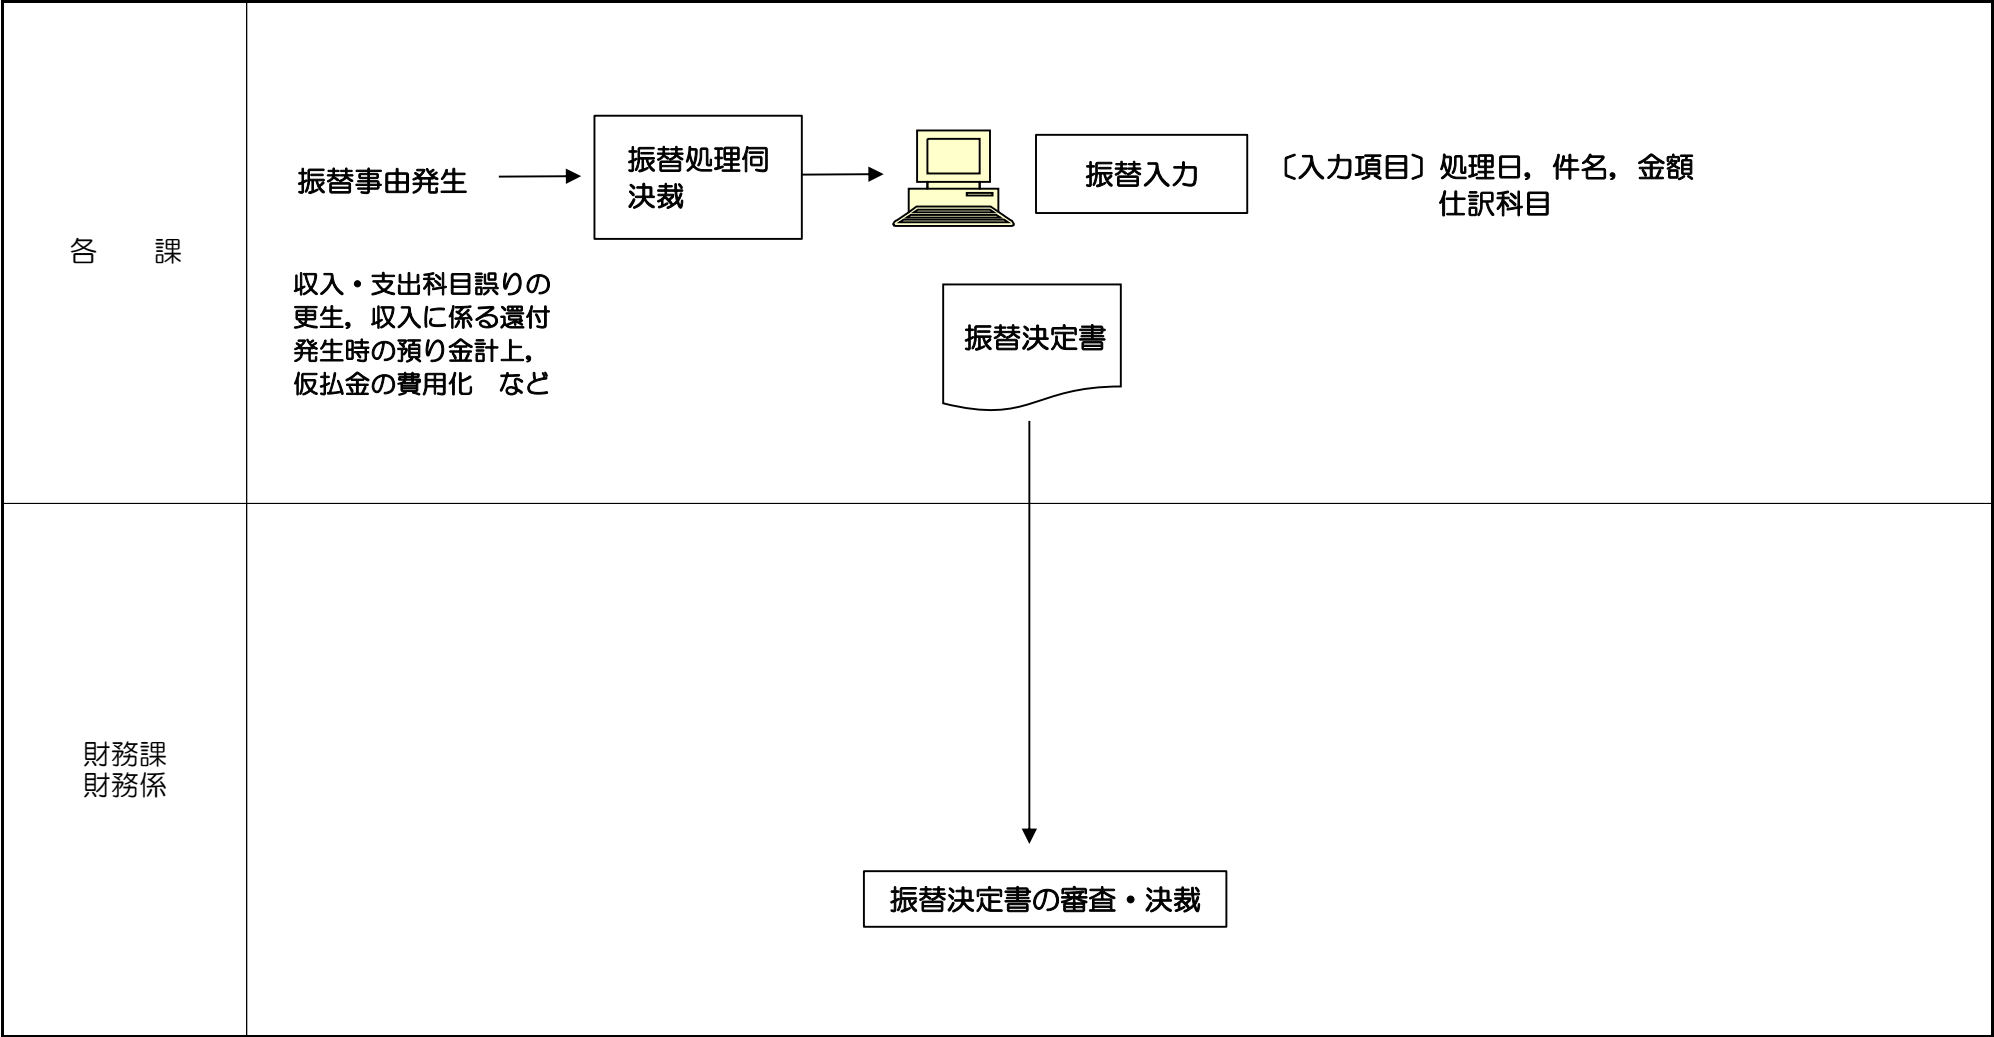 各　　課
振替事由発生
振替処理伺
決裁
振替入力
〔入力項目〕処理日，件名，金額
仕訳科目
収入・支出科目誤りの
更生，収入に係る還付
発生時の預り金計上，
仮払金の費用化　など
振替決定書
財務課
財務係
振替決定書の審査・決裁